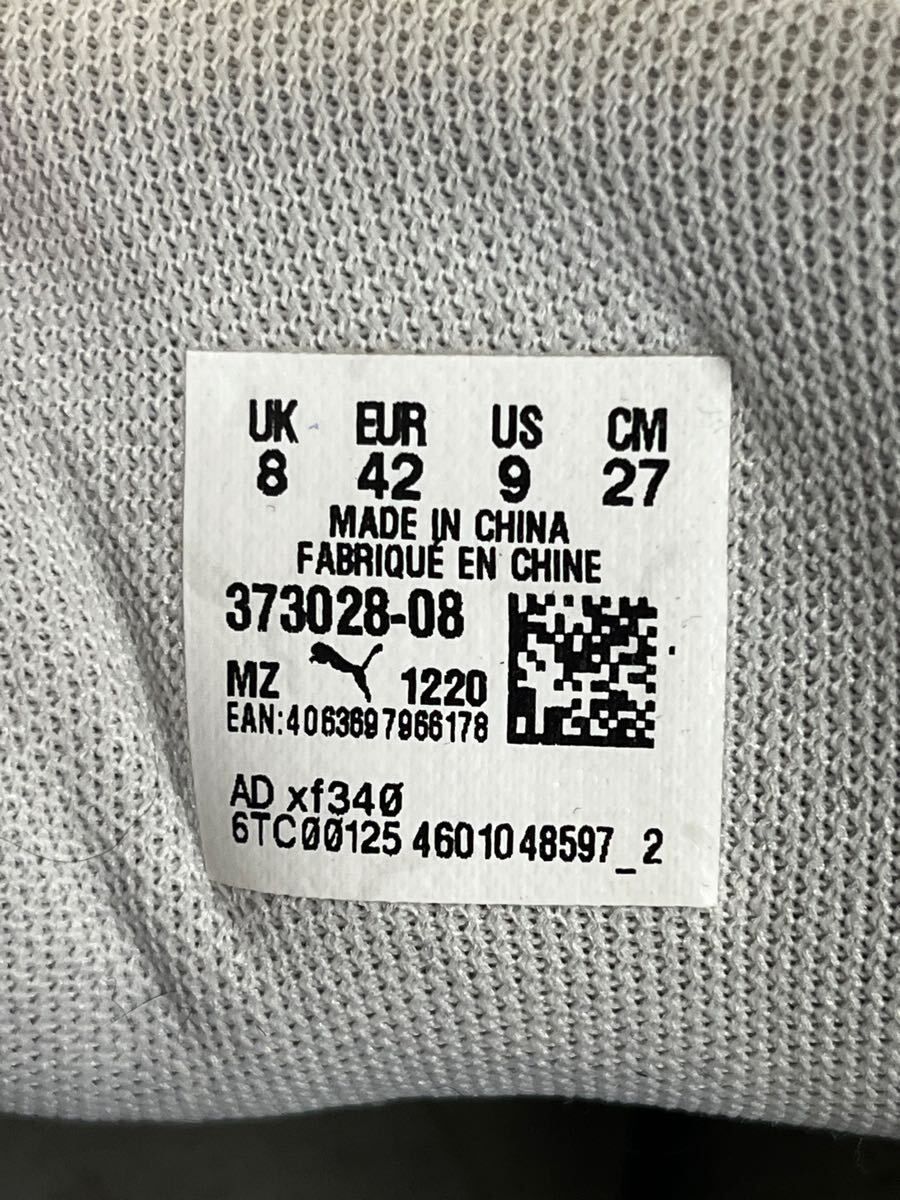 UK EUR US CM
8 42 9 27
MADE IN CHINA
FABRIQUÉ EN CHINE
373028-08
MZ 1220
EAN:4063697966178
AD xf340
6TC00125 4601048597_2